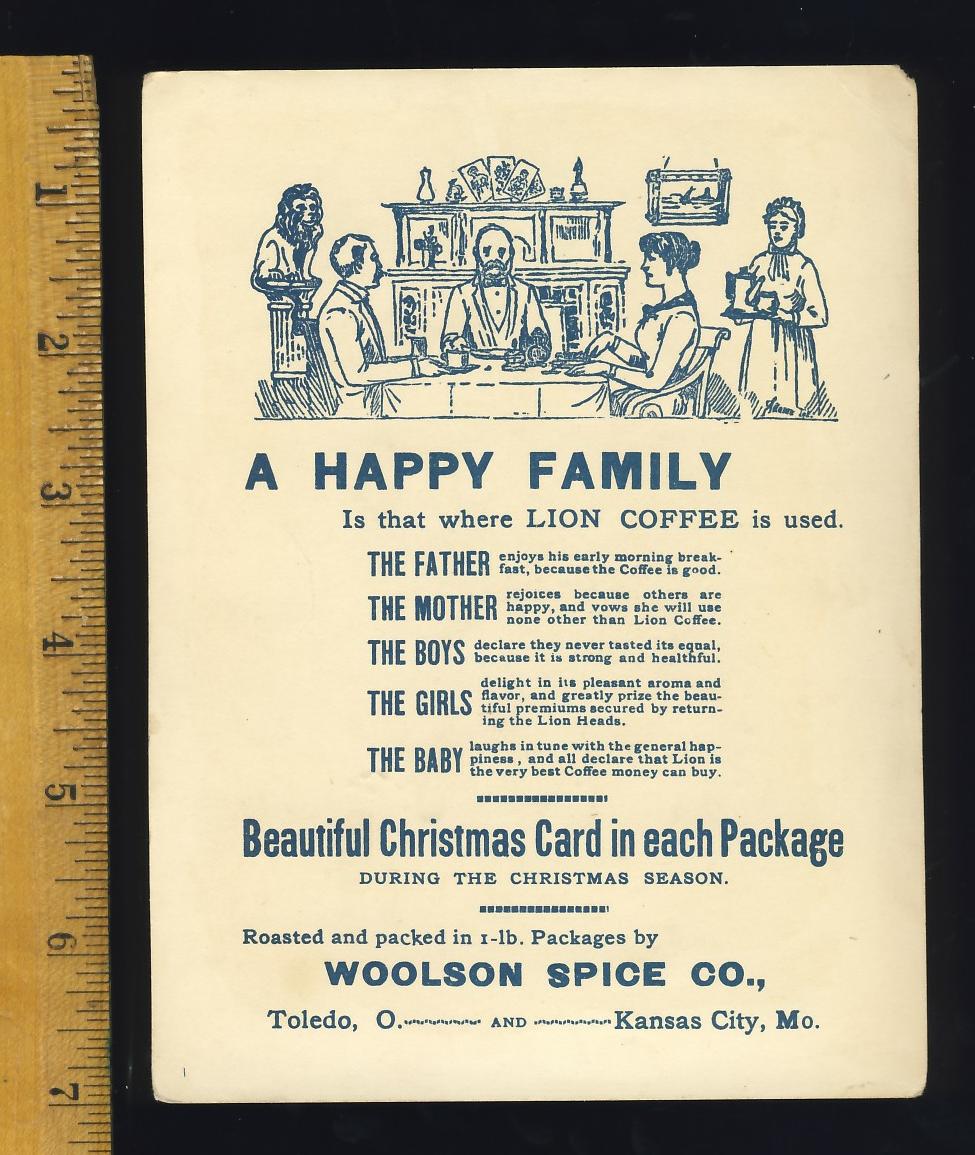 A HAPPY FAMILY
Is that where LION COFFEE is used.
THE FATHER enjoys his early morning break-
fast, because the Coffee is good.
THE MOTHER rejoices because others are
happy, and vows she will use
none other than Lion Coffee.
THE BOYS declare they never tasted its equal,
because it is strong and healthful.
THE GIRLS delight in its pleasant aroma and
flavor, and greatly prize the beau-
tiful premiums secured by return-
ing the Lion Heads.
THE BABY laughs in tune with the general hap-
piness, and all declare that Lion is
the very best Coffee money can buy.
Beautiful Christmas Card in each Package
DURING THE CHRISTMAS SEASON.
Roasted and packed in 1-lb. Packages by
WOOLSON SPICE CO.,
Toledo, O. AND Kansas City, Mo.
1
2
3
4
5
6
7